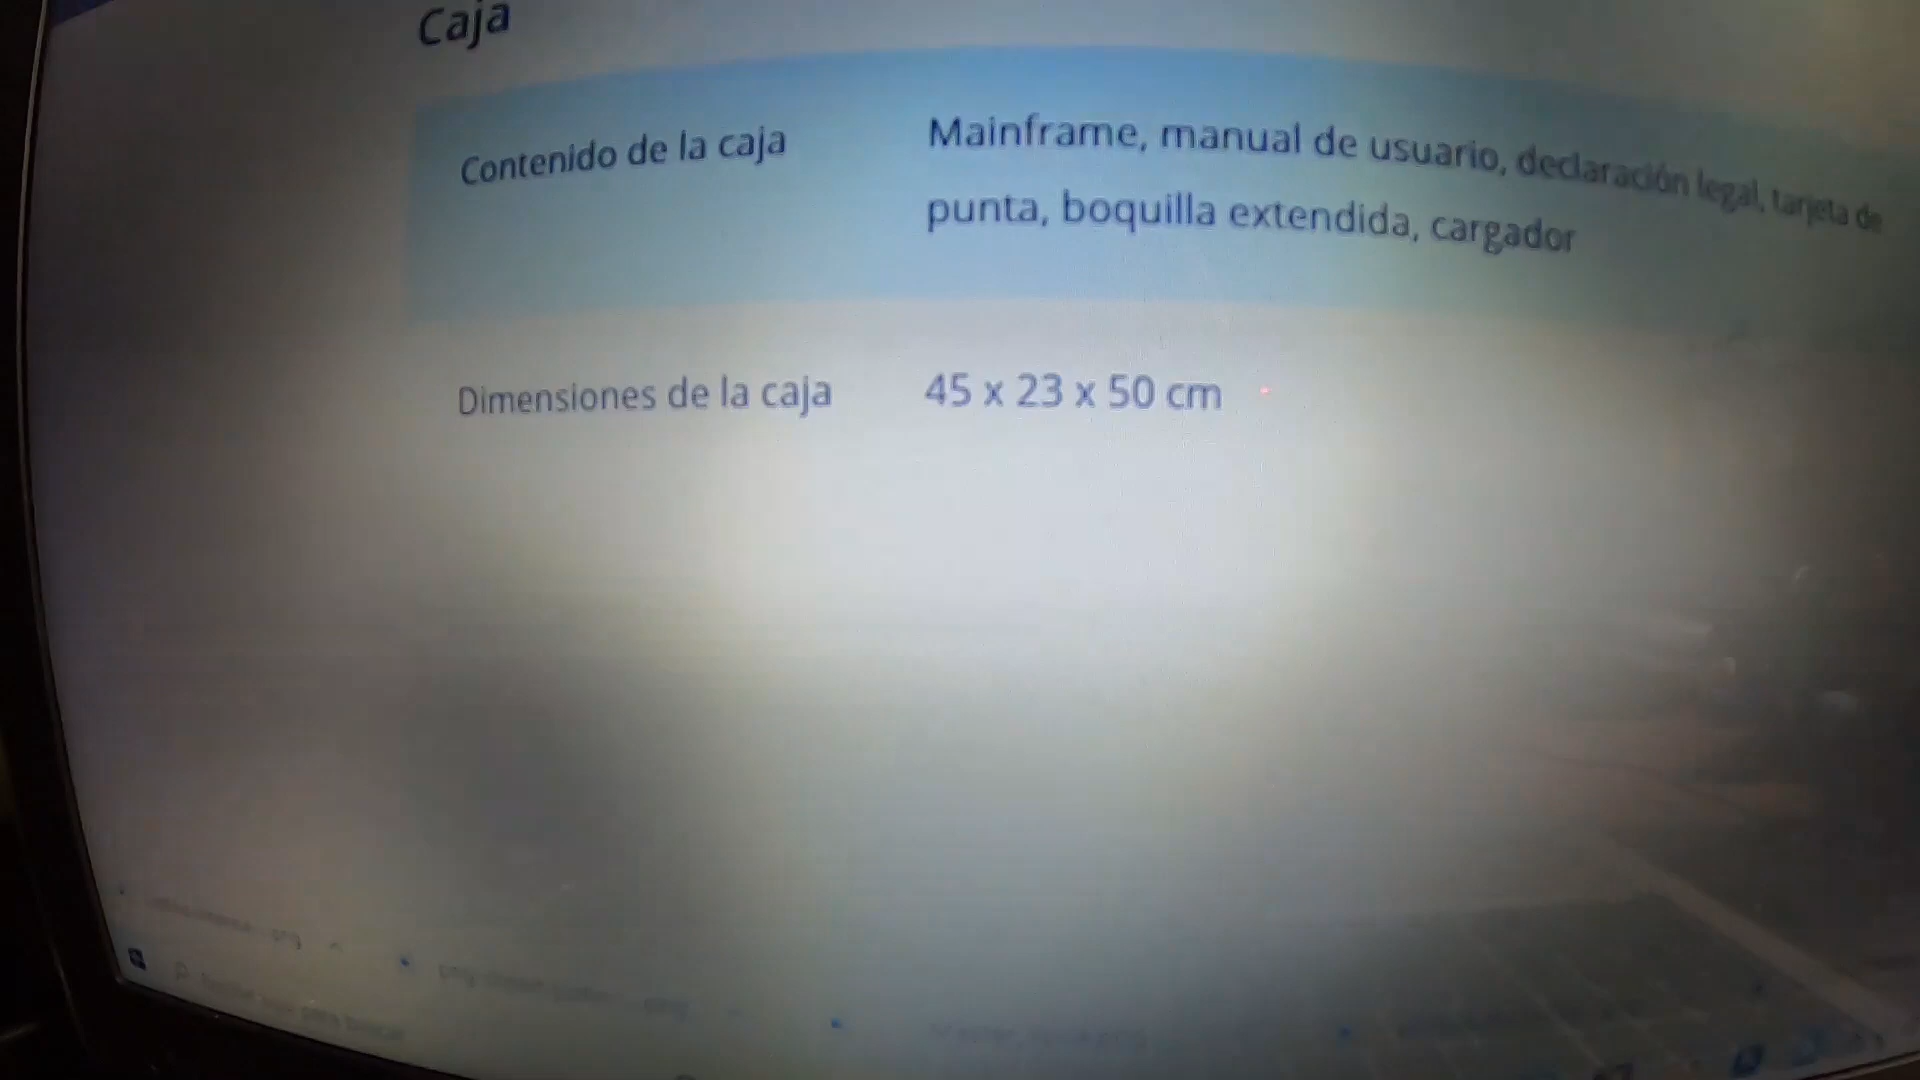 Caja
Contenido de la caja
Mainframe, manual de usuario, declaración legal, tarjeta de
punta, boquilla extendida, cargador
Dimensiones de la caja
45 x 23 x 50 cm